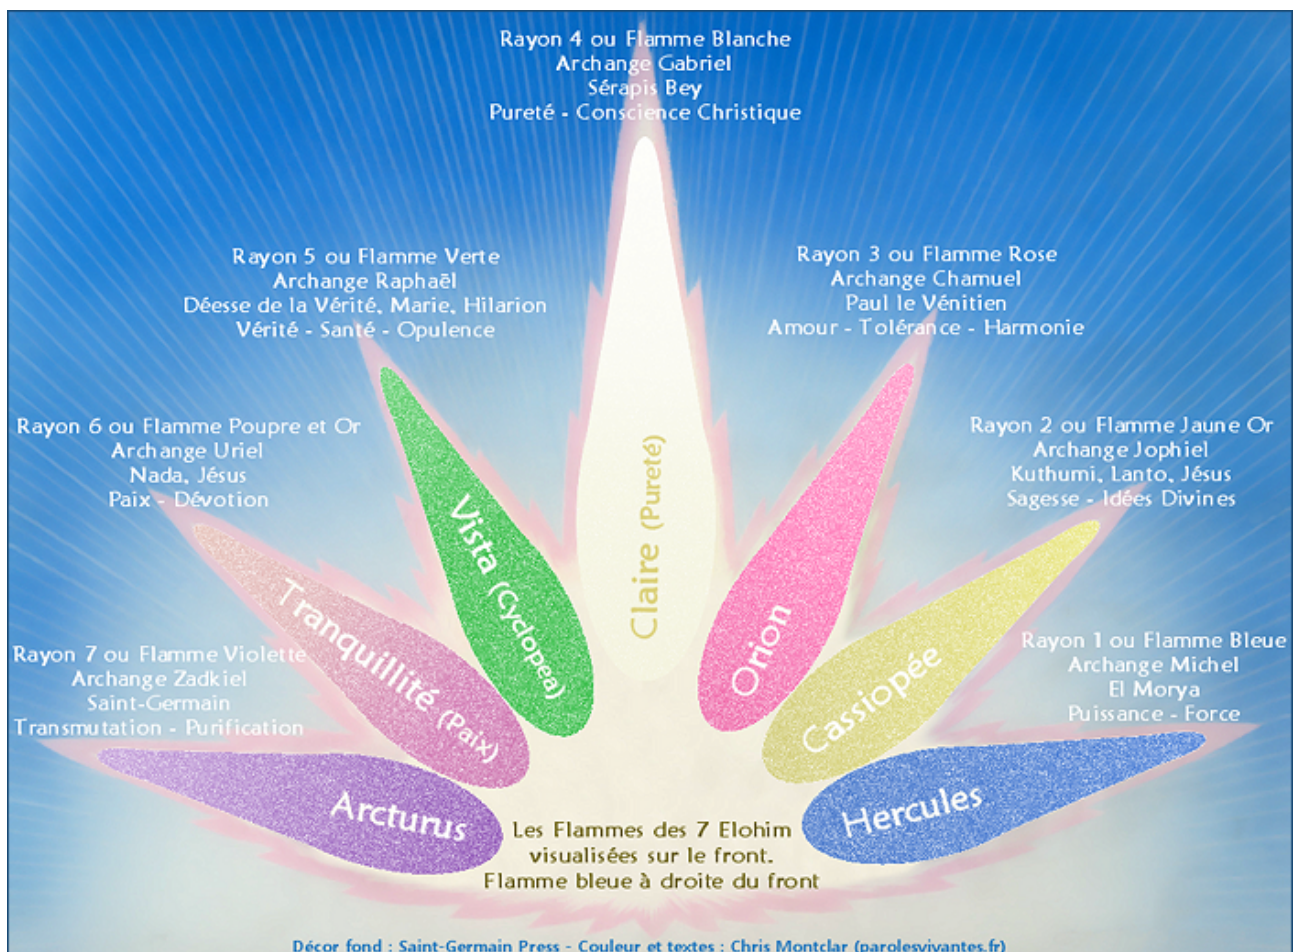 Rayon 4 ou Flamme Blanche
Archange Gabriel
Sérapis Bey
Pureté - Conscience Christique
Rayon 5 ou Flamme Verte
Archange Raphaël
Déesse de la Vérité, Marie, Hilarion
Vérité - Santé - Opulence
Rayon 3 ou Flamme Rose
Archange Chamuel
Paul le Vénitien
Amour - Tolérance - Harmonie
Rayon 6 ou Flamme Poupre et Or
Archange Uriel
Nada, Jésus
Paix - Dévotion
Rayon 2 ou Flamme Jaune Or
Archange Jophiel
Kuthumi, Lanto, Jésus
Sagesse - Idées Divines
Rayon 7 ou Flamme Violette
Archange Zadkiel
Saint-Germain
Transmutation - Purification
Rayon 1 ou Flamme Bleue
Archange Michel
El Morya
Puissance - Force
Arcturus
Tranquillité (Paix)
Vista (Cyclopea)
Claire (Pureté)
Orion
Cassiopée
Hercules
Les Flammes des 7 Elohim
visualisées sur le front.
Flamme bleue à droite du front
Décor fond : Saint-Germain Press - Couleur et textes : Chris Montclar (parolesvivantes.fr)